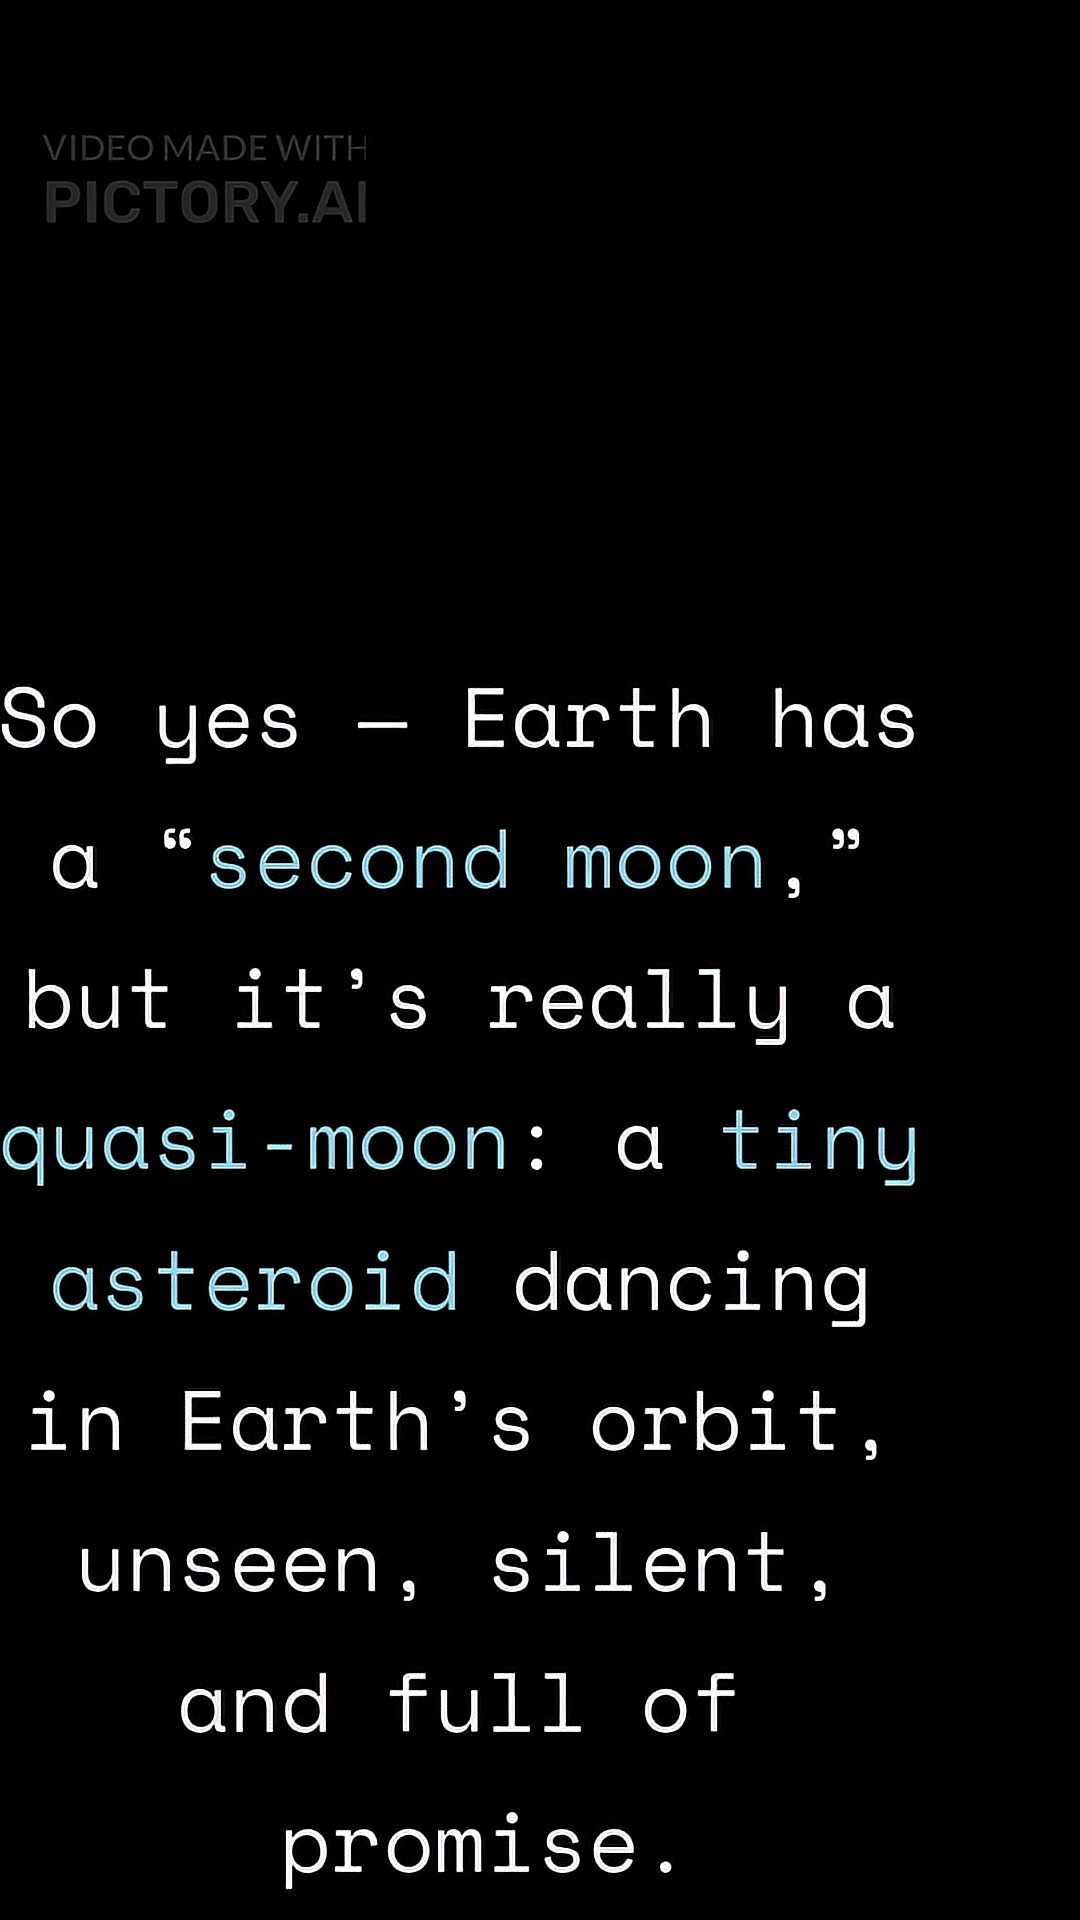 VIDEO MADE WITH
PICTORY.AI
So yes — Earth has
a “second moon,”
but it’s really a
quasi-moon: a tiny
asteroid dancing
in Earth’s orbit,
unseen, silent,
and full of
promise.